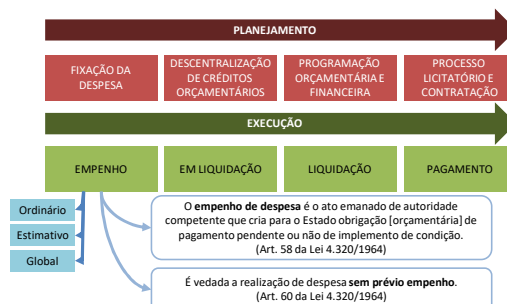 PLANEJAMENTO
FIXAÇÃO DA
DESPESA
DESCENTRALIZAÇÃO
DE CRÉDITOS
ORÇAMENTÁRIOS
PROGRAMAÇÃO
ORÇAMENTÁRIA E
FINANCEIRA
PROCESSO
LICITATÓRIO E
CONTRATAÇÃO
EXECUÇÃO
EMPENHO
EM LIQUIDAÇÃO
LIQUIDAÇÃO
PAGAMENTO
Ordinário
Estimativo
Global
O empenho de despesa é o ato emanado de autoridade
competente que cria para o Estado obrigação [orçamentária] de
pagamento pendente ou não de implemento de condição.
(Art. 58 da Lei 4.320/1964)
É vedada a realização de despesa sem prévio empenho.
(Art. 60 da Lei 4.320/1964)